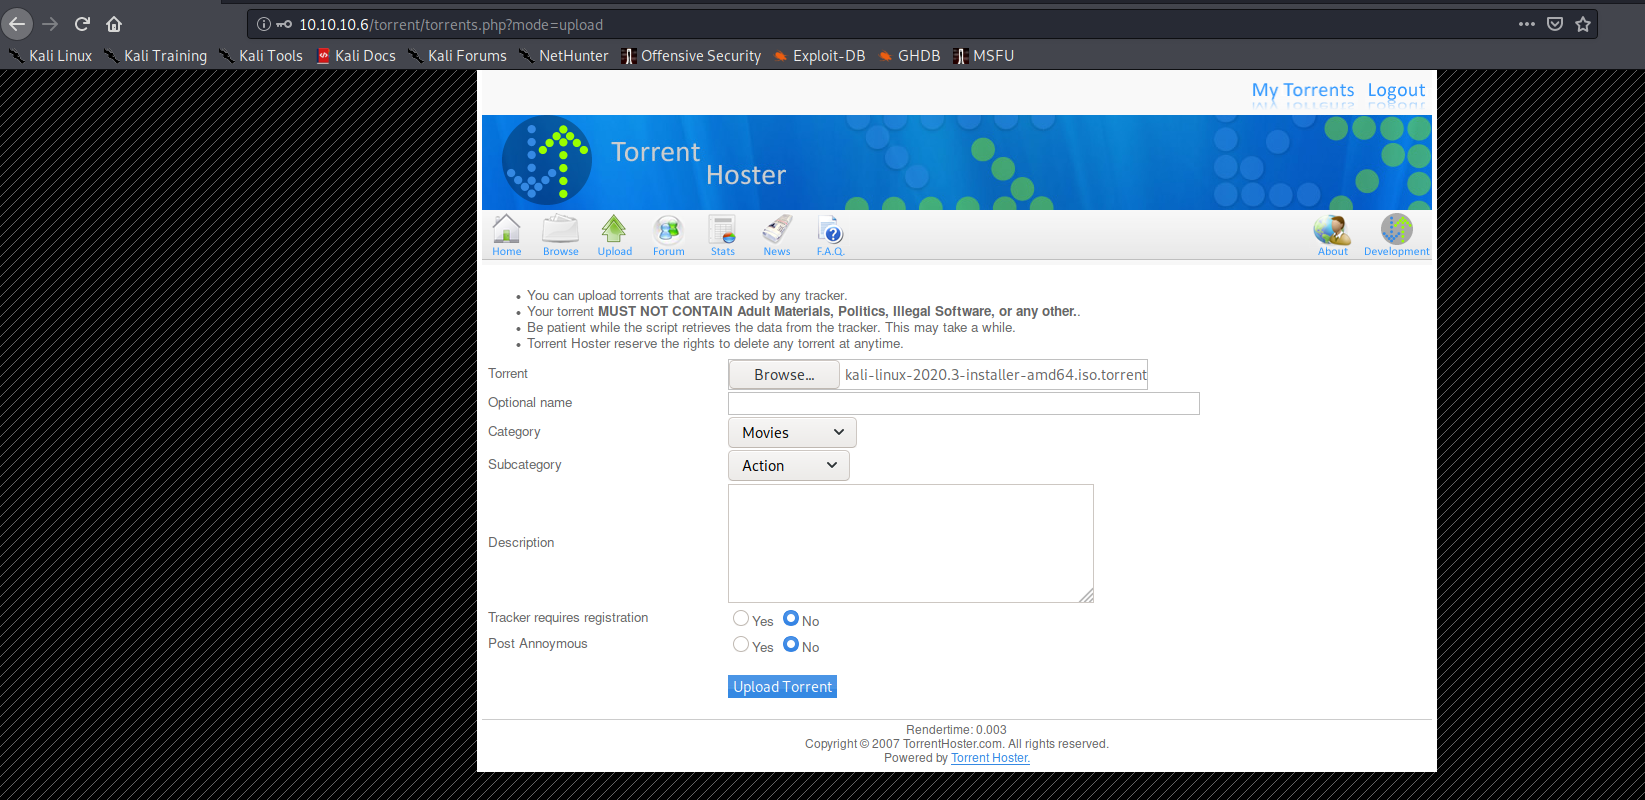 10.10.10.6/torrent/torrents.php?mode=upload
Kali Linux Kali Training Kali Tools Kali Docs Kali Forums NetHunter Offensive Security Exploit-DB GHDB MSFU
My Torrents Logout
Torrent
Hoster
Home Browse Upload Forum Stats News F.A.Q. About Development
• You can upload torrents that are tracked by any tracker.
• Your torrent MUST NOT CONTAIN Adult Materials, Politics, Illegal Software, or any other..
• Be patient while the script retrieves the data from the tracker. This may take a while.
• Torrent Hoster reserve the rights to delete any torrent at anytime.
Torrent Browse... kali-linux-2020.3-installer-amd64.iso.torrent
Optional name
Category Movies
Subcategory Action
Description
Tracker requires registration Yes No
Post Annoymous Yes No
Upload Torrent
Rendertime: 0.003
Copyright © 2007 TorrentHoster.com. All rights reserved.
Powered by Torrent Hoster.